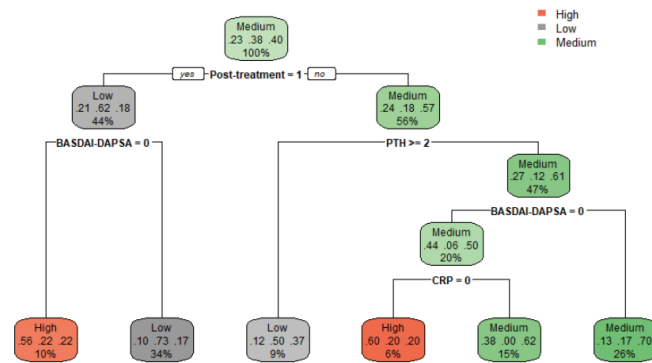 High
Low
Medium
Medium
.23 .38 .40
100%
yes Post-treatment = 1 no
Low
.21 .62 .18
44%
Medium
.24 .18 .57
56%
BASDAI-DAPSA = 0
PTH >= 2
Medium
.27 .12 .61
47%
BASDAI-DAPSA = 0
Medium
.44 .06 .50
20%
CRP = 0
High
.56 .22 .22
10%
Low
.10 .73 .17
34%
Low
.12 .50 .37
9%
High
.60 .20 .20
6%
Medium
.38 .00 .62
15%
Medium
.13 .17 .70
26%